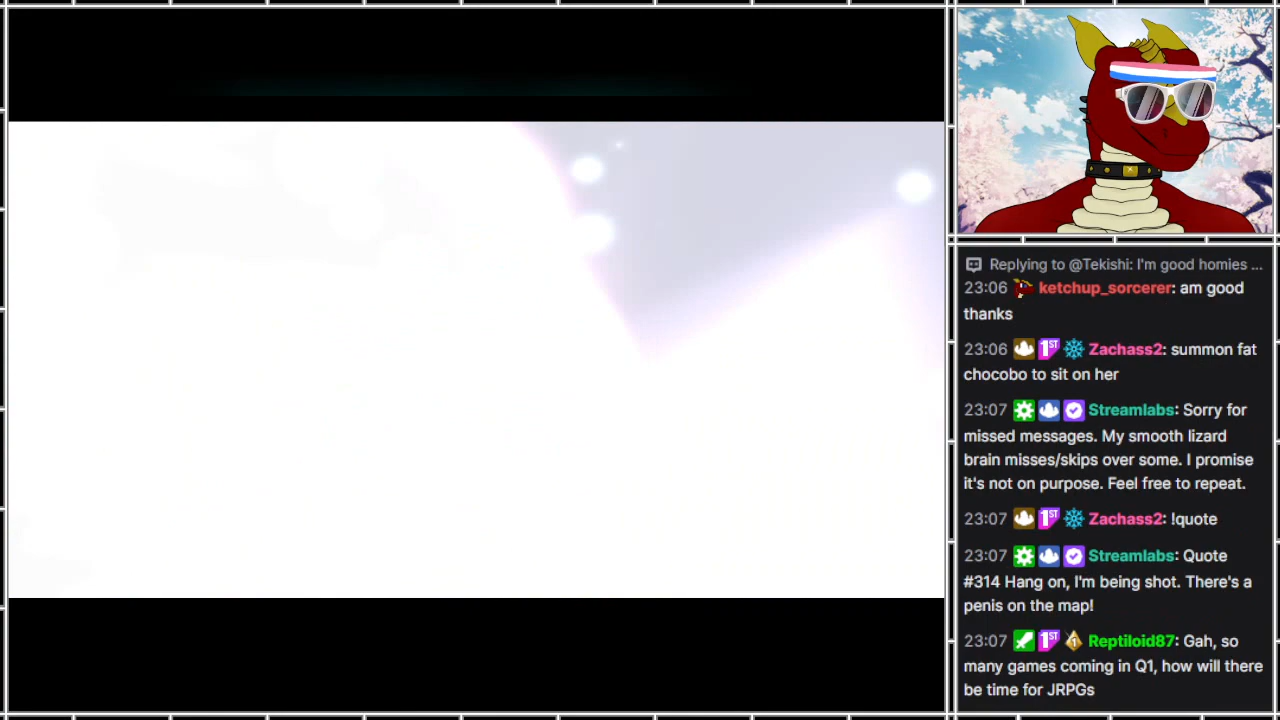 Replying to @Tekishi: I'm good homies ...
23:06 ketchup_sorcerer: am good
thanks
23:06 1ST Zachass2: summon fat
chocobo to sit on her
23:07 Streamlabs: Sorry for
missed messages. My smooth lizard
brain misses/skips over some. I promise
it's not on purpose. Feel free to repeat.
23:07 1ST Zachass2: !quote
23:07 Streamlabs: Quote
#314 Hang on, I'm being shot. There's a
penis on the map!
23:07 1ST 1 Reptiloid87: Gah, so
many games coming in Q1, how will there
be time for JRPGs